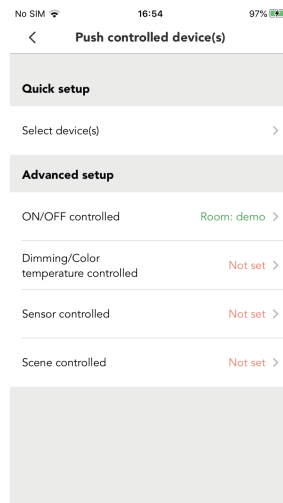 No SIM 16:54 97%
Push controlled device(s)
Quick setup
Select device(s)
Advanced setup
ON/OFF controlled Room: demo
Dimming/Color
temperature controlled Not set
Sensor controlled Not set
Scene controlled Not set